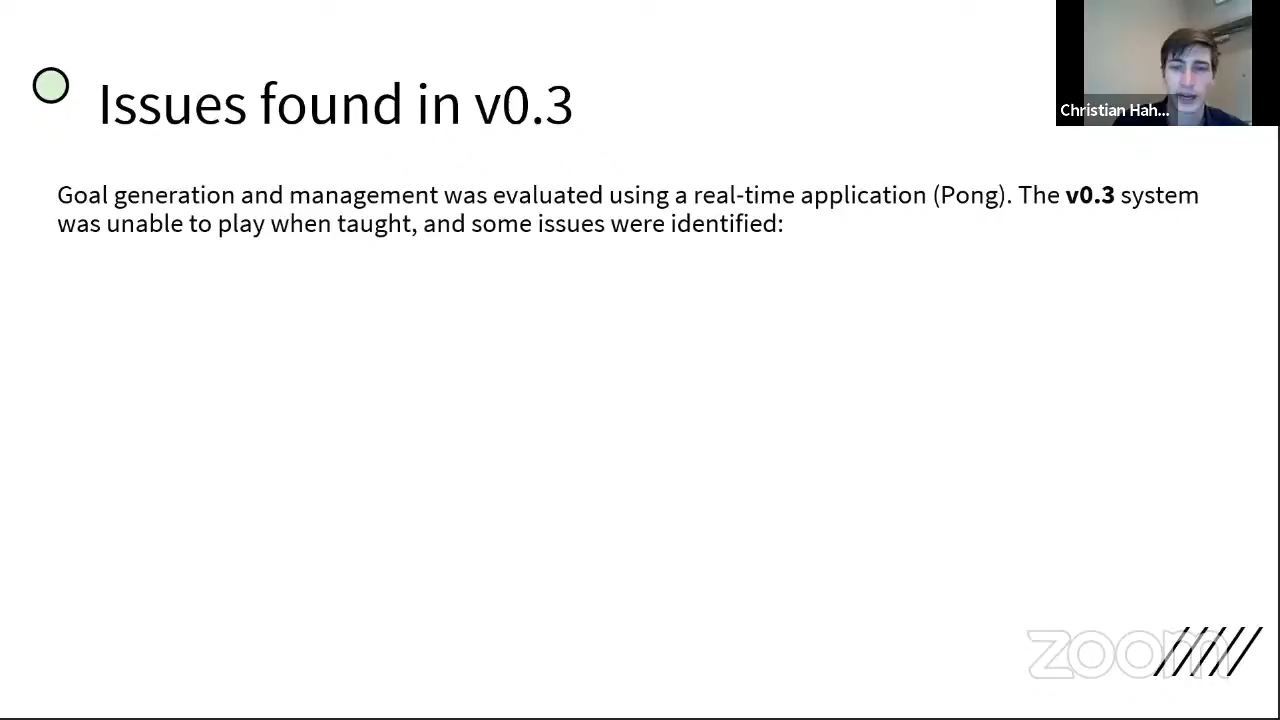 Issues found in v0.3
Christian Hah...
Goal generation and management was evaluated using a real-time application (Pong). The v0.3 system
was unable to play when taught, and some issues were identified:
zoom